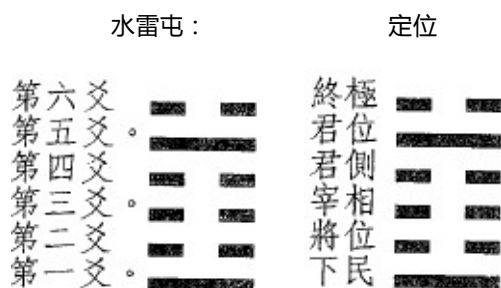 水雷屯： 定位
第六爻 終極
第五爻。 君位
第四爻 君側
第三爻。 宰相
第二爻 將位
第一爻。 下民